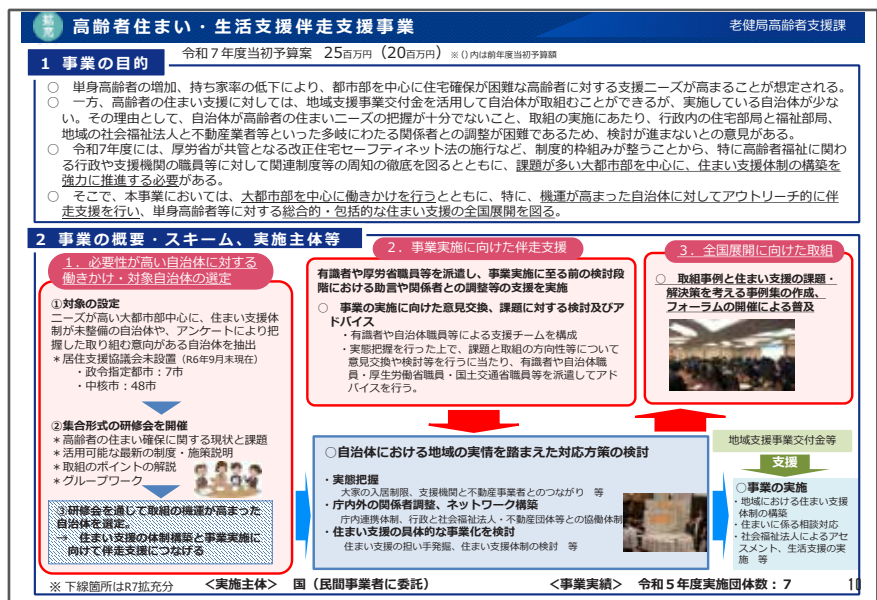 拡充
高齢者住まい・生活支援伴走支援事業
老健局高齢者支援課
令和7年度当初予算案 25百万円（20百万円）※()内は前年度当初予算額
1 事業の目的
○ 単身高齢者の増加、持ち家率の低下により、都市部を中心に住宅確保が困難な高齢者に対する支援ニーズが高まることが想定される。
○ 一方、高齢者の住まい支援に対しては、地域支援事業交付金を活用して自治体が取組むことができるが、実施している自治体が少な
い。その理由として、自治体が高齢者の住まいニーズの把握が十分でないこと、取組の実施にあたり、行政内の住宅部局と福祉部局、
地域の社会福祉法人と不動産業者等といった多岐にわたる関係者との調整が困難であるため、検討が進まないとの意見がある。
○ 令和7年度には、厚労省が共管となる改正住宅セーフティネット法の施行など、制度的枠組みが整うことから、特に高齢者福祉に関わ
る行政や支援機関の職員等に対して関連制度等の周知の徹底を図るとともに、課題が多い大都市部を中心に、住まい支援体制の構築を
強力に推進する必要がある。
○ そこで、本事業においては、大都市部を中心に働きかけを行うとともに、特に、機運が高まった自治体に対してアウトリーチ的に伴
走支援を行い、単身高齢者等に対する総合的・包括的な住まい支援の全国展開を図る。
2 事業の概要・スキーム、実施主体等
1．必要性が高い自治体に対する
働きかけ・対象自治体の選定
①対象の設定
ニーズが高い大都市部中心に、住まい支援体
制が未整備の自治体や、アンケートにより把
握した取り組む意向がある自治体を抽出
＊居住支援協議会未設置（R6年9月末現在）
・政令指定都市：7市
・中核市：48市
②集合形式の研修会を開催
＊高齢者の住まい確保に関する現状と課題
＊活用可能な最新の制度・施策説明
＊取組のポイントの解説
＊グループワーク
③研修会を通して取組の機運が高まった
自治体を選定。
→ 住まい支援の体制構築と事業実施に
向けて伴走支援につなげる
2．事業実施に向けた伴走支援
有識者や厚労省職員等を派遣し、事業実施に至る前の検討段
階における助言や関係者との調整等の支援を実施
○ 事業の実施に向けた意見交換、課題に対する検討及びア
ドバイス
・有識者や自治体職員等による支援チームを構成
・実態把握を行った上で、課題と取組の方向性等について
意見交換や検討等を行うに当たり、有識者や自治体職
員・厚生労働省職員・国土交通省職員等を派遣してアド
バイスを行う。
3．全国展開に向けた取組
○ 取組事例と住まい支援の課題・
解決策を考える事例集の作成、
フォーラムの開催による普及
○自治体における地域の実情を踏まえた対応方策の検討
・実態把握
大家の入居制限、支援機関と不動産事業者とのつながり 等
・庁内外の関係者調整、ネットワーク構築
庁内連携体制、行政と社会福祉法人・不動産団体等との協働体制
・住まい支援の具体的な事業化を検討
住まい支援の担い手発掘、住まい支援体制の検討 等
地域支援事業交付金等
支援
○事業の実施
・地域における住まい支援
体制の構築
・住まいに係る相談対応
・社会福祉法人によるアセ
スメント、生活支援の実
施 等
※ 下線箇所はR7拡充分
＜実施主体＞ 国（民間事業者に委託）
＜事業実績＞ 令和5年度実施団体数：7
10